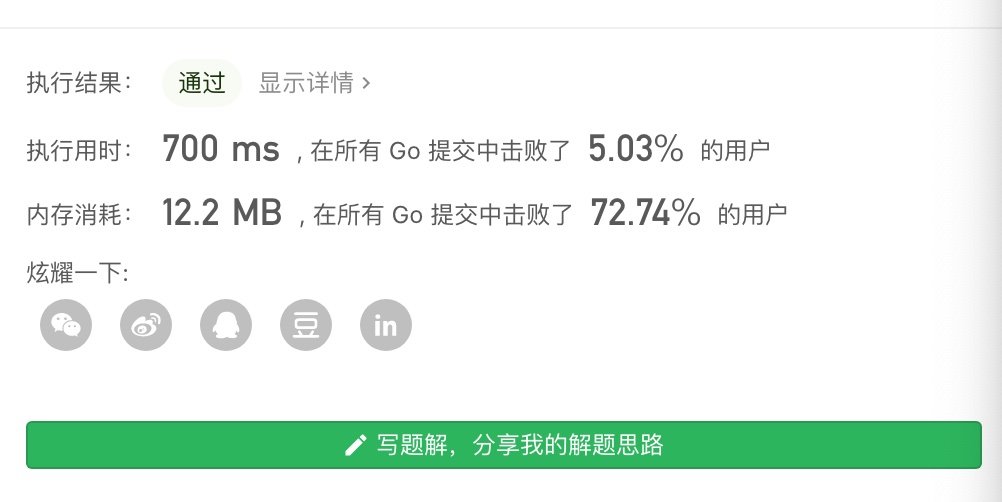 执行结果： 通过 显示详情 ›
执行用时： 700 ms , 在所有 Go 提交中击败了 5.03% 的用户
内存消耗： 12.2 MB , 在所有 Go 提交中击败了 72.74% 的用户
炫耀一下:
豆 in
写题解，分享我的解题思路